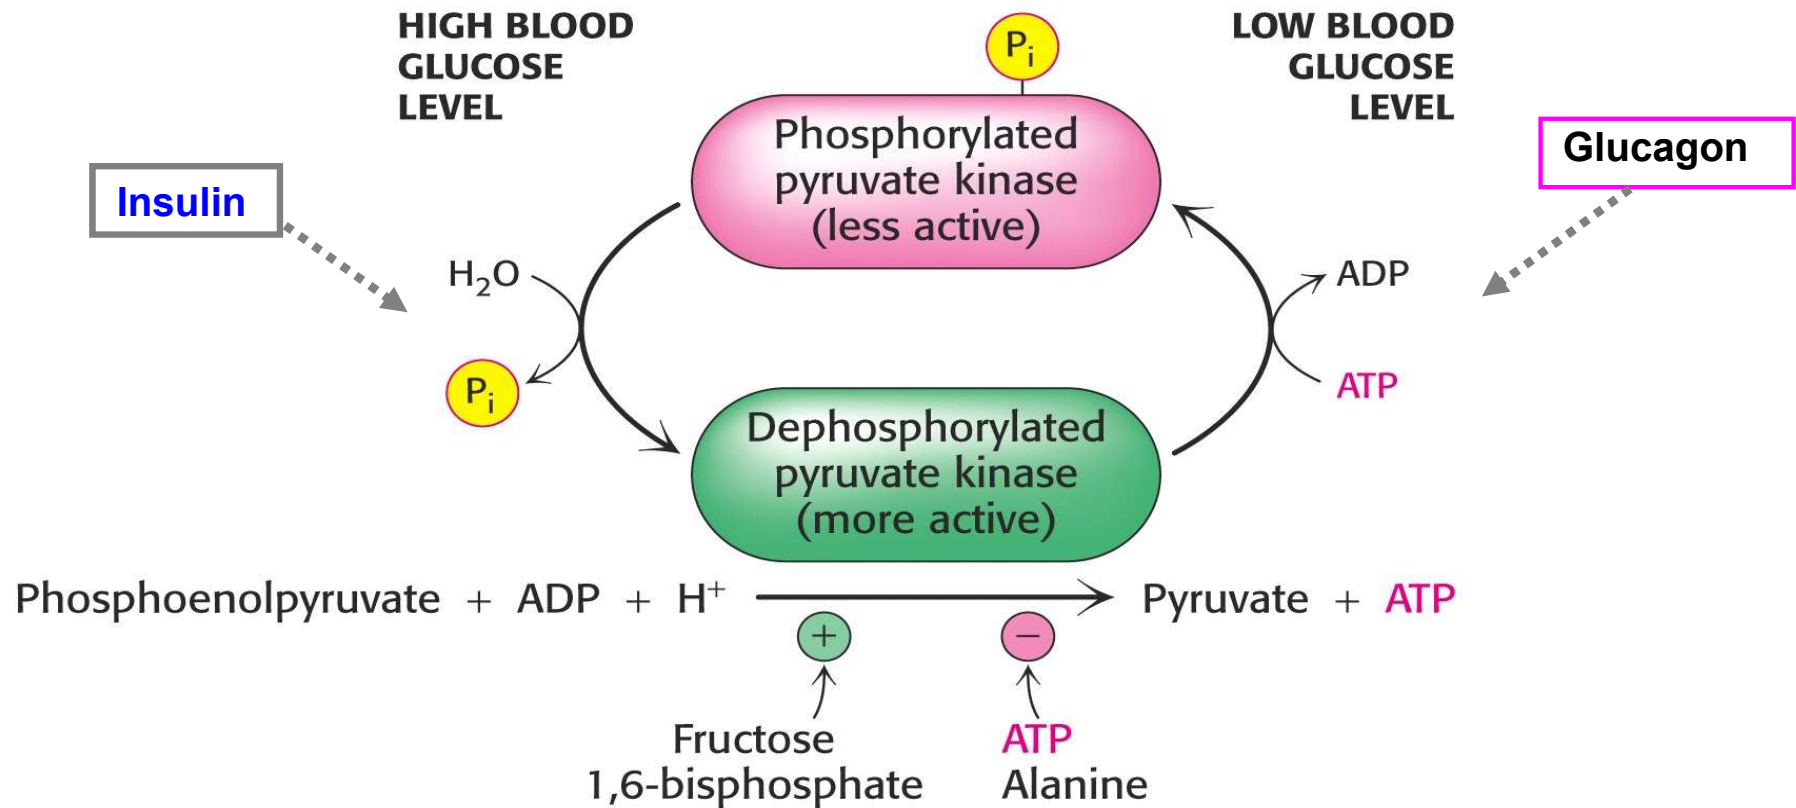 HIGH BLOOD
GLUCOSE
LEVEL
Pi
LOW BLOOD
GLUCOSE
LEVEL
Insulin
Glucagon
Phosphorylated
pyruvate kinase
(less active)
H2O
Pi
ADP
ATP
Dephosphorylated
pyruvate kinase
(more active)
Phosphoenolpyruvate + ADP + H+ Pyruvate + ATP
+
−
Fructose
1,6-bisphosphate
ATP
Alanine